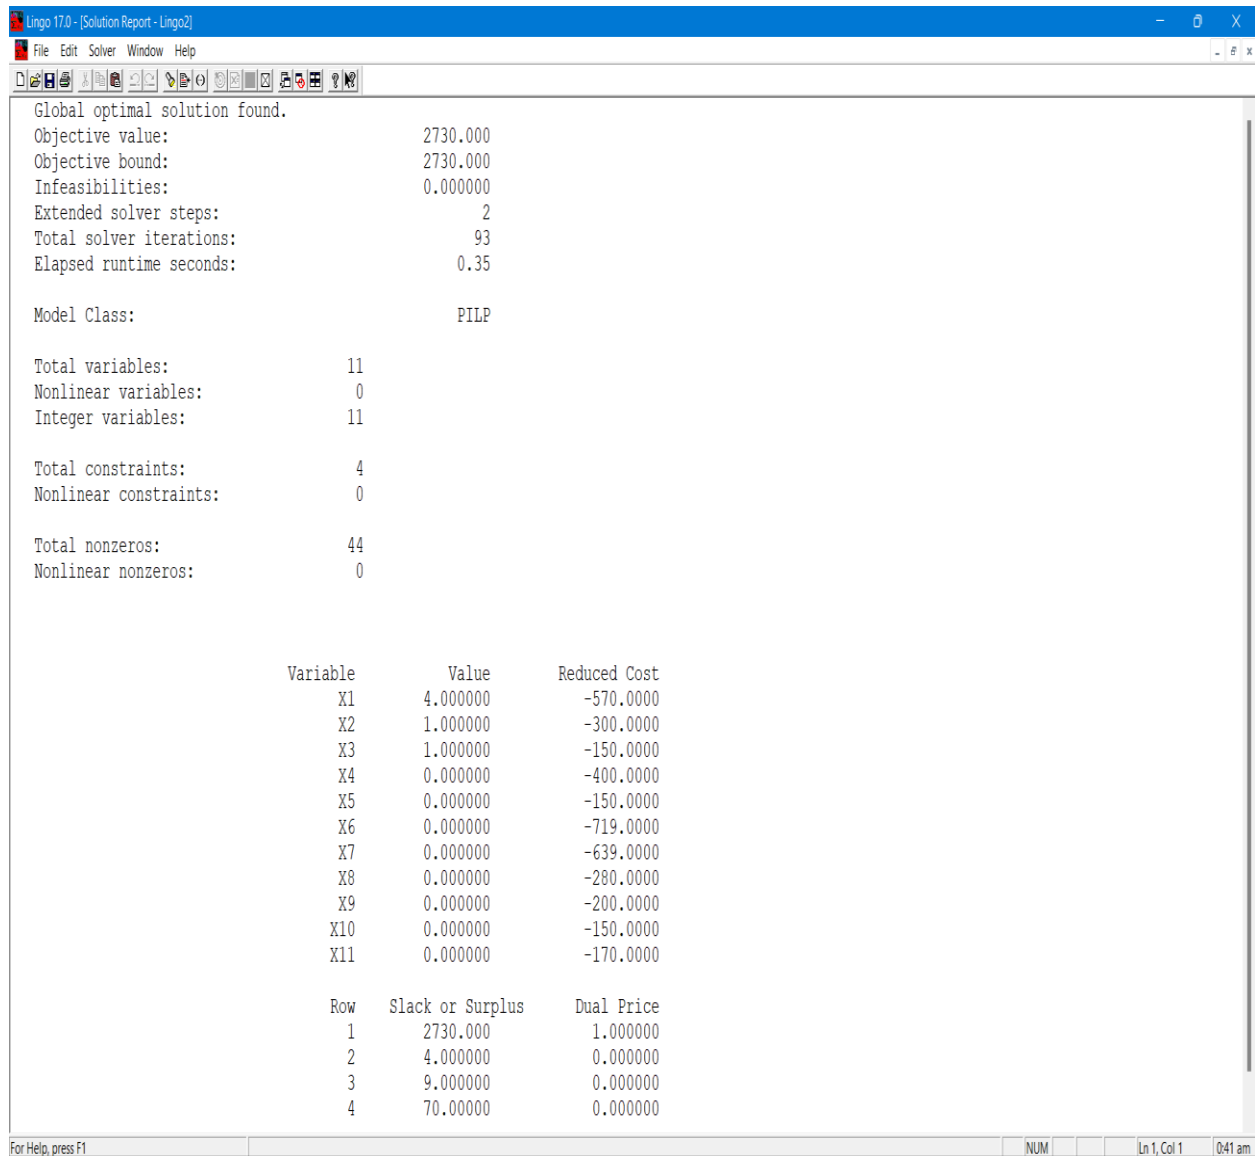 Lingo 17.0 - [Solution Report - Lingo2]
File Edit Solver Window Help
Global optimal solution found.
Objective value: 2730.000
Objective bound: 2730.000
Infeasibilities: 0.000000
Extended solver steps: 2
Total solver iterations: 93
Elapsed runtime seconds: 0.35
Model Class: PILP
Total variables: 11
Nonlinear variables: 0
Integer variables: 11
Total constraints: 4
Nonlinear constraints: 0
Total nonzeros: 44
Nonlinear nonzeros: 0
Variable Value Reduced Cost
X1 4.000000 -570.0000
X2 1.000000 -300.0000
X3 1.000000 -150.0000
X4 0.000000 -400.0000
X5 0.000000 -150.0000
X6 0.000000 -719.0000
X7 0.000000 -639.0000
X8 0.000000 -280.0000
X9 0.000000 -200.0000
X10 0.000000 -150.0000
X11 0.000000 -170.0000
Row Slack or Surplus Dual Price
1 2730.000 1.000000
2 4.000000 0.000000
3 9.000000 0.000000
4 70.00000 0.000000
For Help, press F1 NUM Ln 1, Col 1 0:41 am